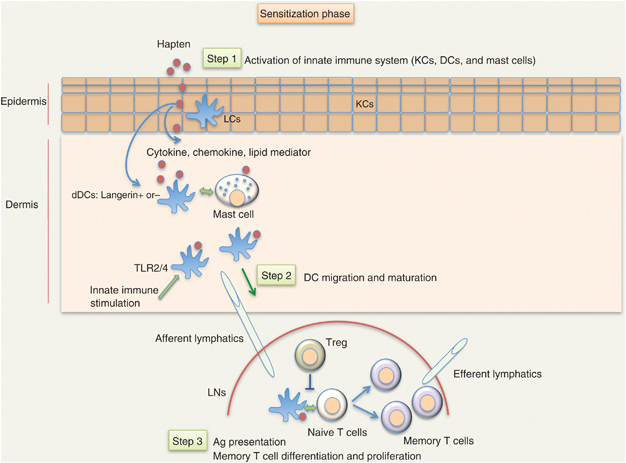 Sensitization phase
Hapten
Step 1
Activation of innate immune system (KCs, DCs, and mast cells)
Epidermis
KCs
LCs
Cytokine, chemokine, lipid mediator
dDCs: Langerin+ or–
Mast cell
Dermis
TLR2/4
Step 2
DC migration and maturation
Innate immune
stimulation
Afferent lymphatics
Treg
Efferent lymphatics
LNs
Naive T cells
Memory T cells
Step 3
Ag presentation
Memory T cell differentiation and proliferation